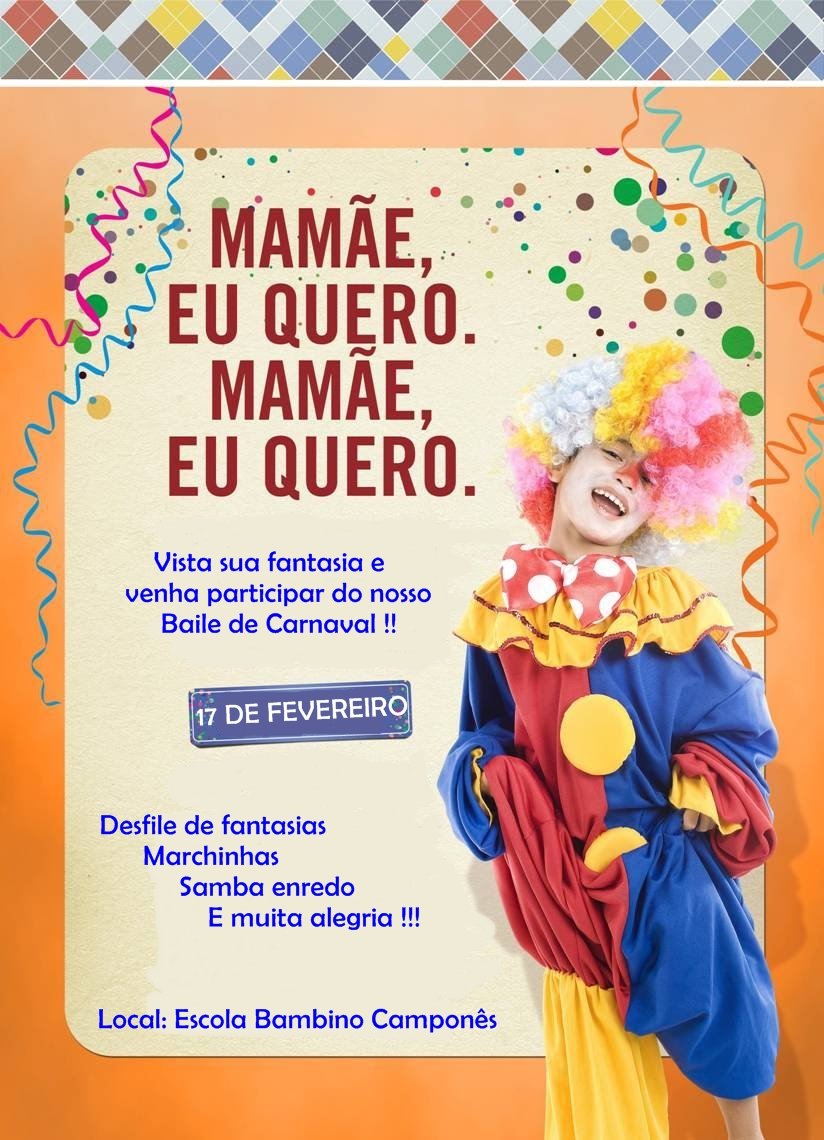 MAMÃE,
EU QUERO.
MAMÃE,
EU QUERO.
Vista sua fantasia e
venha participar do nosso
Baile de Carnaval !!
17 DE FEVEREIRO
Desfile de fantasias
Marchinhas
Samba enredo
E muita alegria !!!
Local: Escola Bambino Camponês